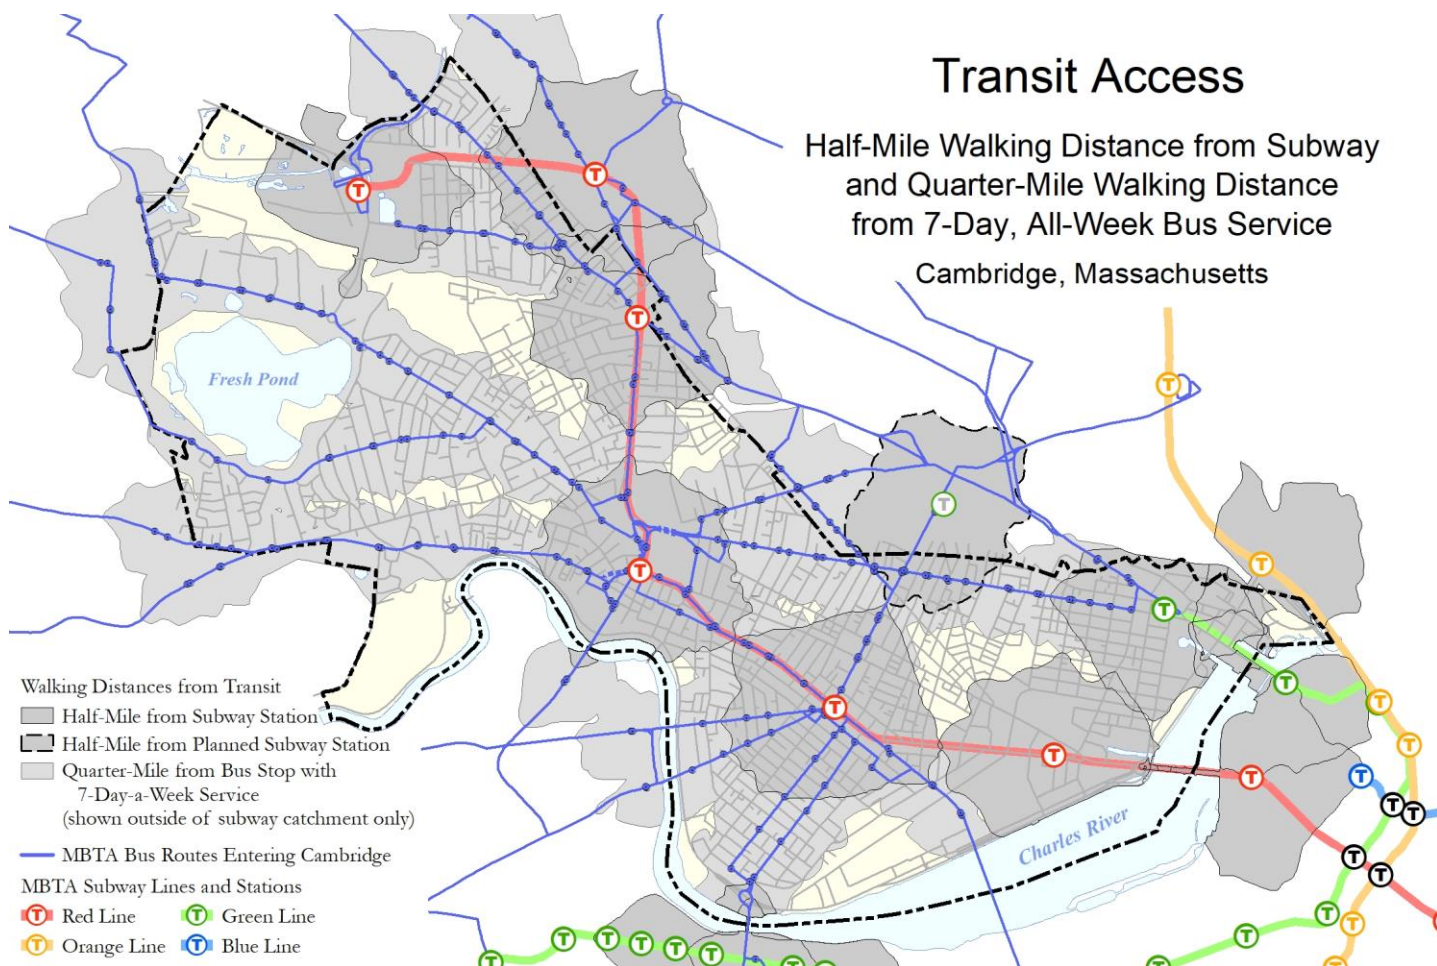 Transit Access
Half-Mile Walking Distance from Subway
and Quarter-Mile Walking Distance
from 7-Day, All-Week Bus Service
Cambridge, Massachusetts
Fresh Pond
Charles River
Walking Distances from Transit
Half-Mile from Subway Station
Half-Mile from Planned Subway Station
Quarter-Mile from Bus Stop with
7-Day-a-Week Service
(shown outside of subway catchment only)
MBTA Bus Routes Entering Cambridge
MBTA Subway Lines and Stations
T Red Line T Green Line
T Orange Line T Blue Line